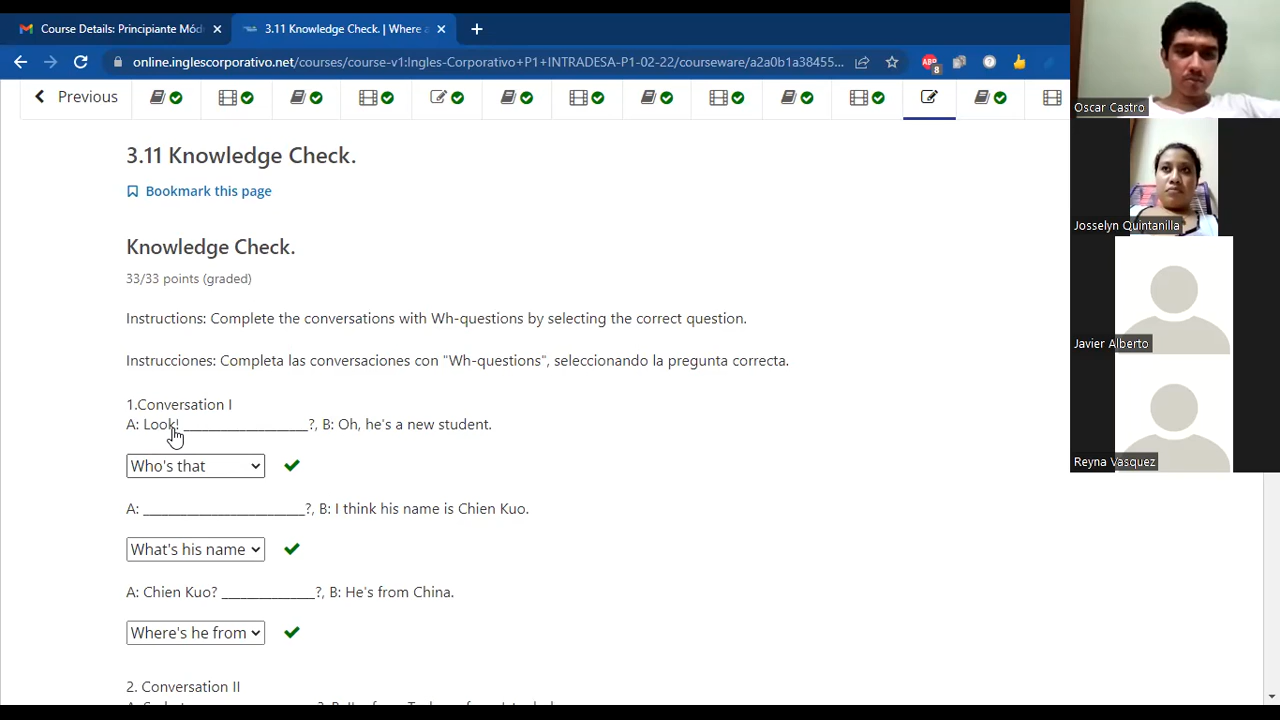 Course Details: Principiante Mód
3.11 Knowledge Check. | Where a
online.inglescorporativo.net/courses/course-v1:Ingles-Corporativo+P1+INTRADESA-P1-02-22/courseware/a2a0b1a38455...
ABP
8
Previous
3.11 Knowledge Check.
Bookmark this page
Knowledge Check.
33/33 points (graded)
Instructions: Complete the conversations with Wh-questions by selecting the correct question.
Instrucciones: Completa las conversaciones con "Wh-questions", seleccionando la pregunta correcta.
1.Conversation I
A: Look! ___________________?, B: Oh, he's a new student.
Who's that
A: _________________________?, B: I think his name is Chien Kuo.
What's his name
A: Chien Kuo? ______________?, B: He's from China.
Where's he from
2. Conversation II
Oscar Castro
Josselyn Quintanilla
Javier Alberto
Reyna Vasquez